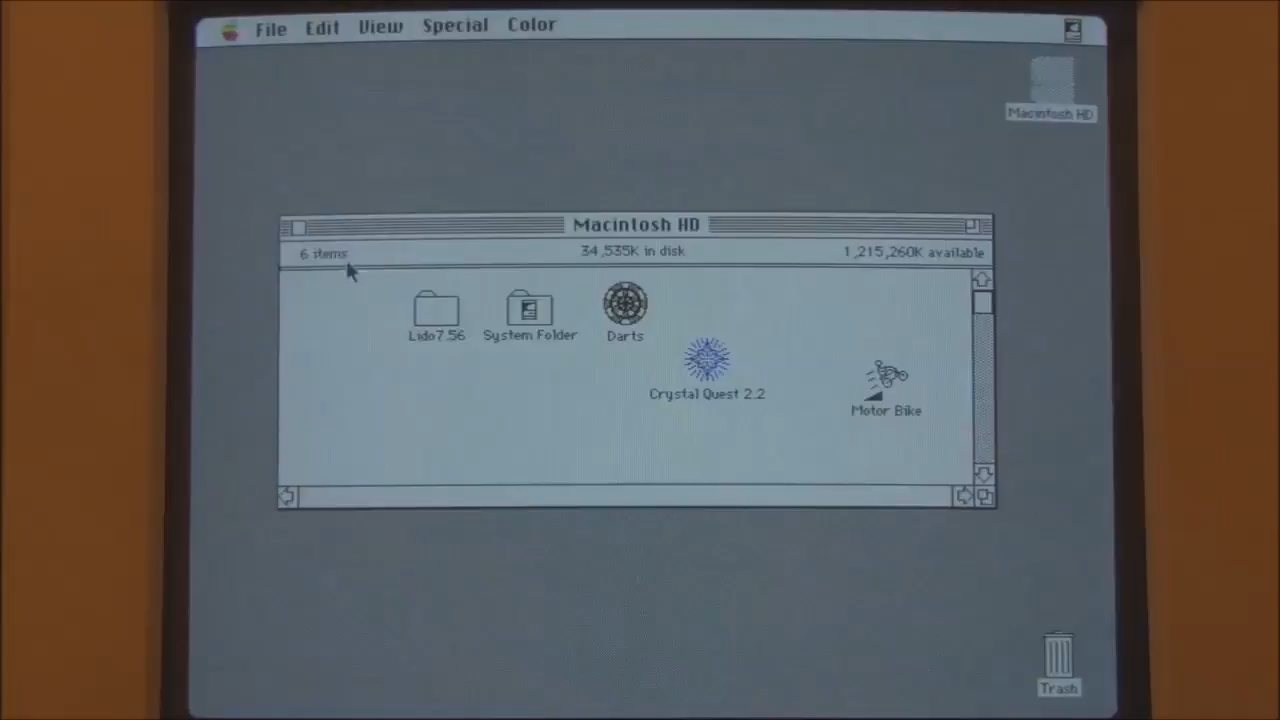 File Edit View Special Color
Macintosh HD
Macintosh HD
6 items 34,535K in disk 1,215,260K available
Lido7.56 System Folder Darts
Crystal Quest 2.2
Motor Bike
Trash